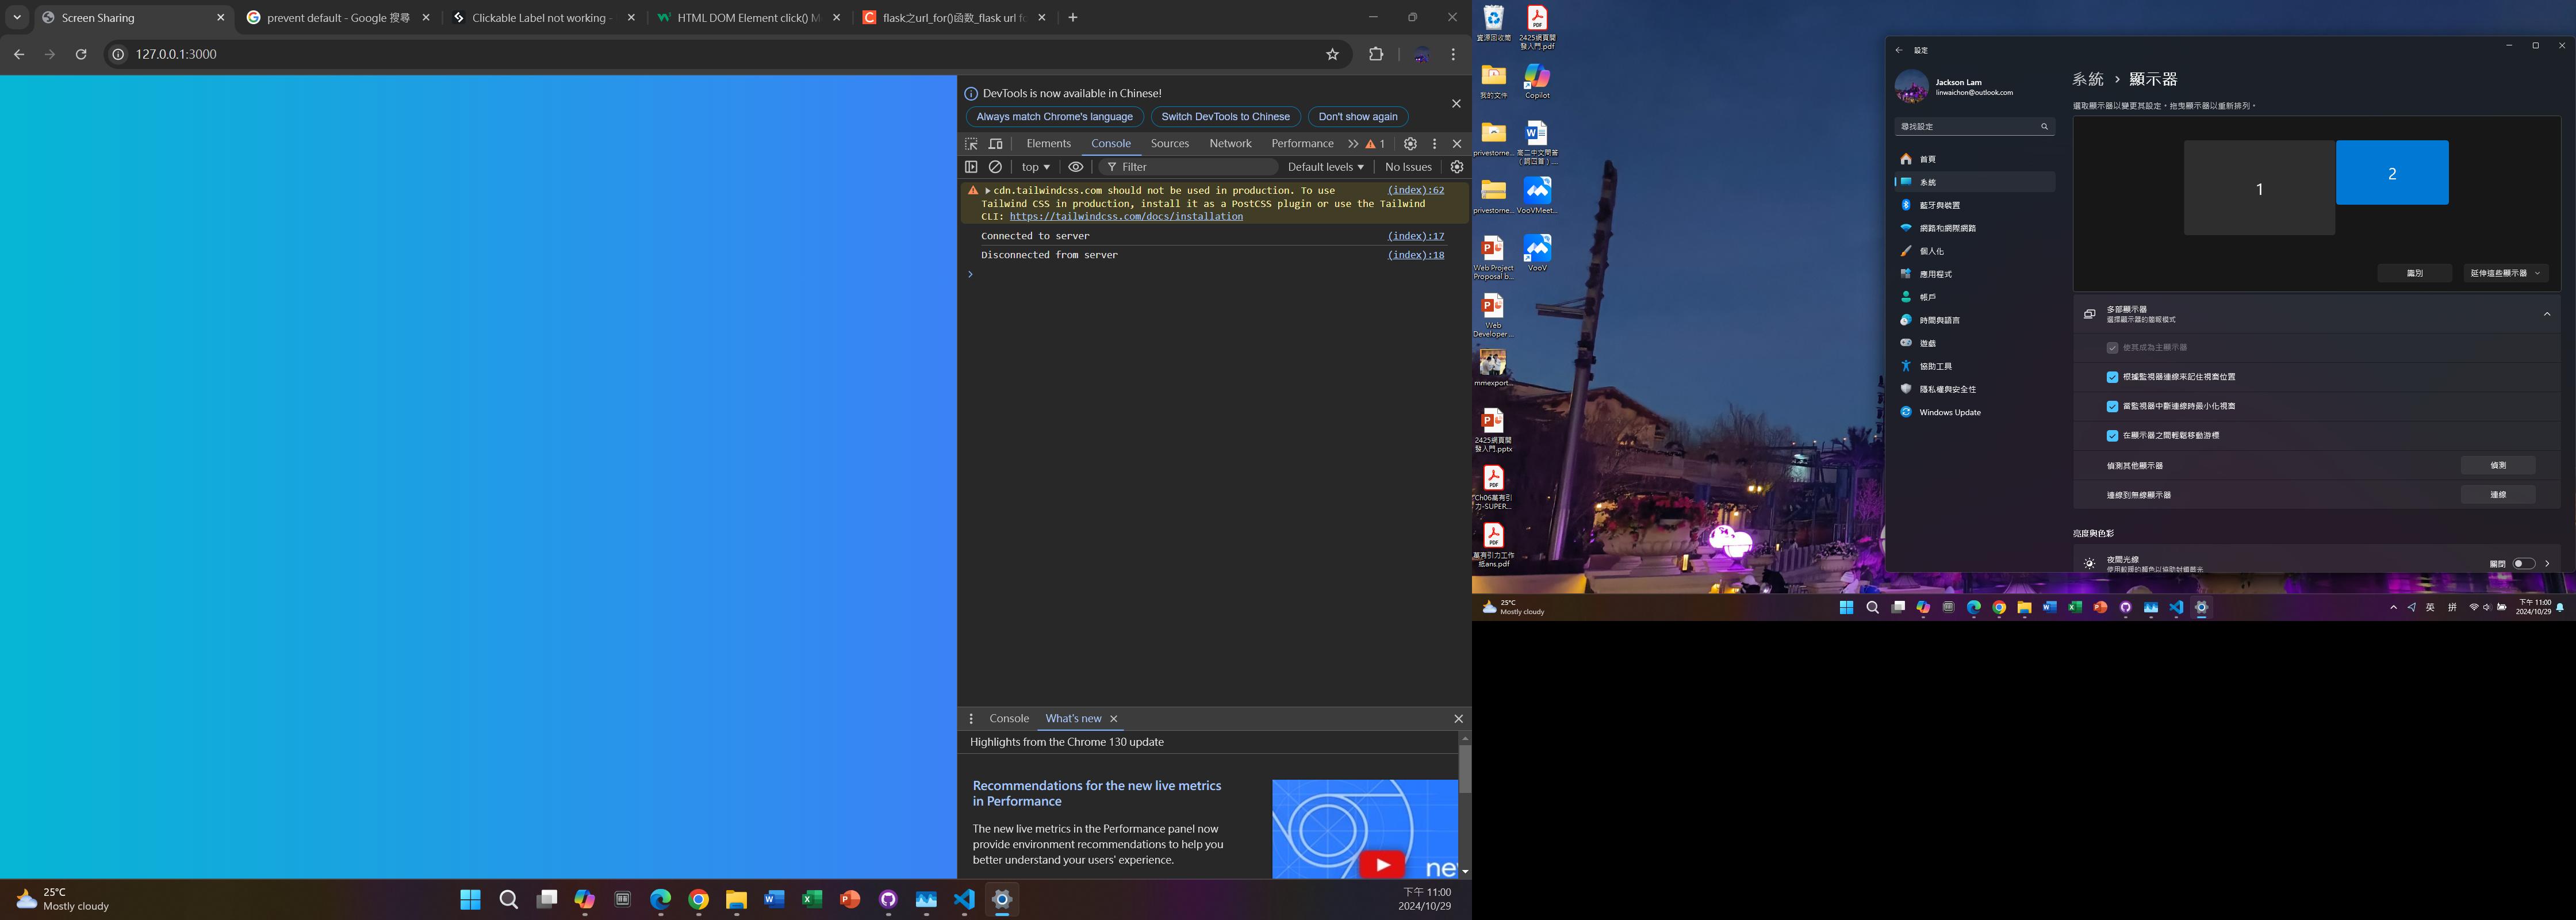 Screen Sharing
prevent default - Google 搜尋
Clickable Label not working -
HTML DOM Element click() M
flask之url_for()函数_flask url fo
127.0.0.1:3000
DevTools is now available in Chinese!
Always match Chrome's language
Switch DevTools to Chinese
Don't show again
Elements
Console
Sources
Network
Performance
1
top
Filter
Default levels
No Issues
cdn.tailwindcss.com should not be used in production. To use (index):62
Tailwind CSS in production, install it as a PostCSS plugin or use the Tailwind
CLI: https://tailwindcss.com/docs/installation
Connected to server (index):17
Disconnected from server (index):18
Console
What's new
Highlights from the Chrome 130 update
Recommendations for the new live metrics
in Performance
The new live metrics in the Performance panel now
provide environment recommendations to help you
better understand your users' experience.
ne
25°C
Mostly cloudy
下午 11:00
2024/10/29
資源回收筒
2425網頁開
發入門.pdf
我的文件
Copilot
privestorne...
高二中文問答
privestorne...
VooVMeet...
Web Project
Proposal.b...
VooV
Web
Developer....
mmexport...
2425網頁開
發入門.pptx
Ch06萬有引
力-SUPER...
萬有引力工作
紙ans.pdf
設定
Jackson Lam
linwaichon@outlook.com
尋找設定
首頁
系統
藍牙與裝置
網路和網際網路
個人化
應用程式
帳戶
時間與語言
遊戲
協助工具
隱私權與安全性
Windows Update
系統 › 顯示器
選取顯示器以變更其設定。拖曳顯示器以重新排列。
1
2
識別
延伸這些顯示器
多部顯示器
選擇顯示器的簡報模式
使其成為主顯示器
根據監視器連線來記住視窗位置
當監視器中斷連線時最小化視窗
在顯示器之間輕鬆移動游標
偵測其他顯示器
偵測
連線到無線顯示器
連線
亮度與色彩
夜間光線
使用較暖的顏色以協助封鎖藍光
關閉
25°C
Mostly cloudy
英
拼
下午 11:00
2024/10/29